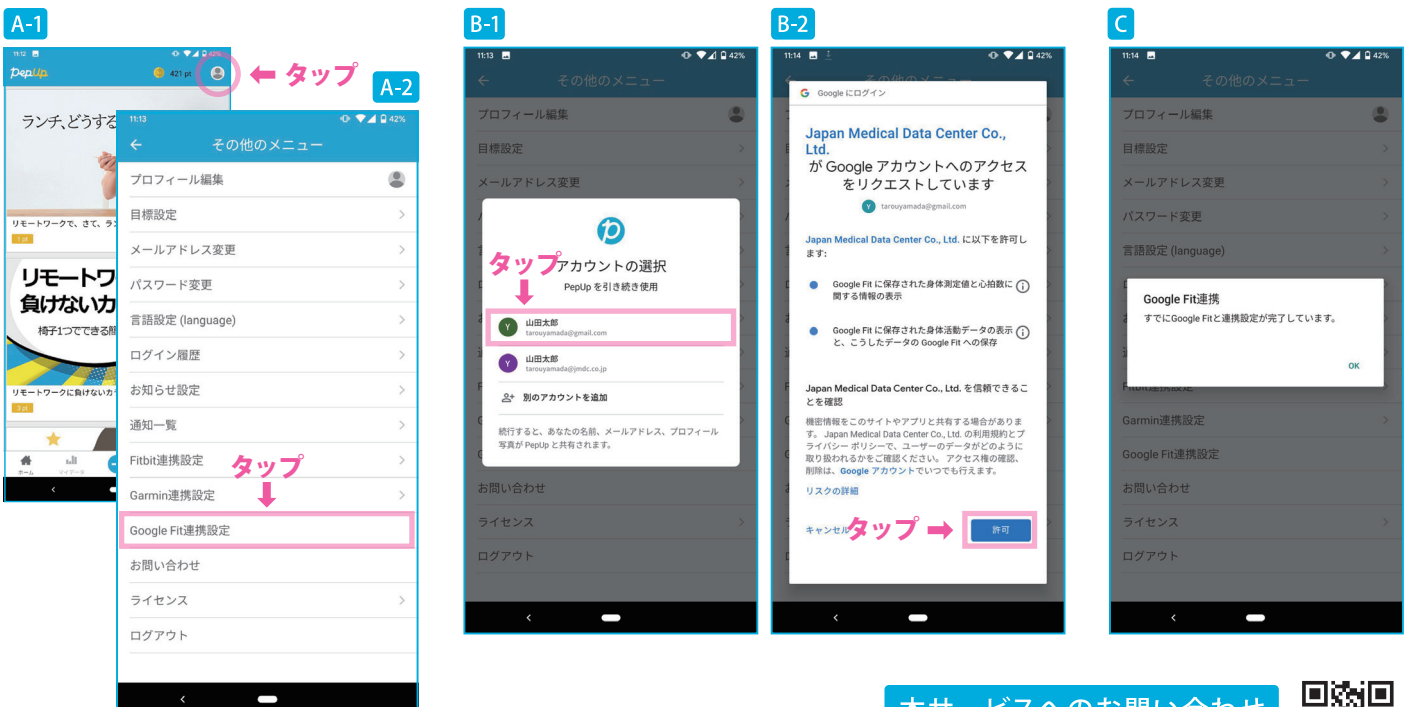 A-1
11:12
42%
PepUp
421 pt
タップ
ランチ、どうする
リモートワークで、さて、ラン
1 pt
リモートワ
負けないカ
椅子1つでできる簡
リモートワークに負けないカ
3 pt
ホーム
マイデータ
A-2
11:13
42%
その他のメニュー
プロフィール編集
目標設定
メールアドレス変更
パスワード変更
言語設定 (language)
ログイン履歴
お知らせ設定
通知一覧
Fitbit連携設定
タップ
Garmin連携設定
Google Fit連携設定
お問い合わせ
ライセンス
ログアウト
B-1
11:13
42%
その他のメニュー
プロフィール編集
目標設定
メールアドレス変更
アカウントの選択
タップ
PepUp を引き続き使用
Y
山田太郎
tarouyamada@gmail.com
Y
山田太郎
tarouyamada@jmdc.co.jp
別のアカウントを追加
続行すると、あなたの名前、メールアドレス、プロフィール
写真が PepUp と共有されます。
お問い合わせ
ライセンス
ログアウト
B-2
11:14
42%
その他のメニュー
Google にログイン
Japan Medical Data Center Co.,
Ltd.
が Google アカウントへのアクセス
をリクエストしています
Y
tarouyamada@gmail.com
Japan Medical Data Center Co., Ltd. に以下を許可し
ます:
Google Fit に保存された身体測定値と心拍数に
関する情報の表示
Google Fit に保存された身体活動データの表示
と、こうしたデータの Google Fit への保存
Japan Medical Data Center Co., Ltd. を信頼できるこ
とを確認
機密情報をこのサイトやアプリと共有する場合がありま
す。 Japan Medical Data Center Co., Ltd. の利用規約とプ
ライバシー ポリシーで、ユーザーのデータがどのように
取り扱われるかをご確認ください。 アクセス権の確認、
削除は、Google アカウントでいつでも行えます。
リスクの詳細
キャンセル
タップ
許可
C
11:14
42%
その他のメニュー
プロフィール編集
目標設定
メールアドレス変更
パスワード変更
言語設定 (language)
Google Fit連携
すでにGoogle Fitと連携設定が完了しています。
OK
Fitbit連携設定
Garmin連携設定
Google Fit連携設定
お問い合わせ
ライセンス
ログアウト
本サービスへのお問い合わせ